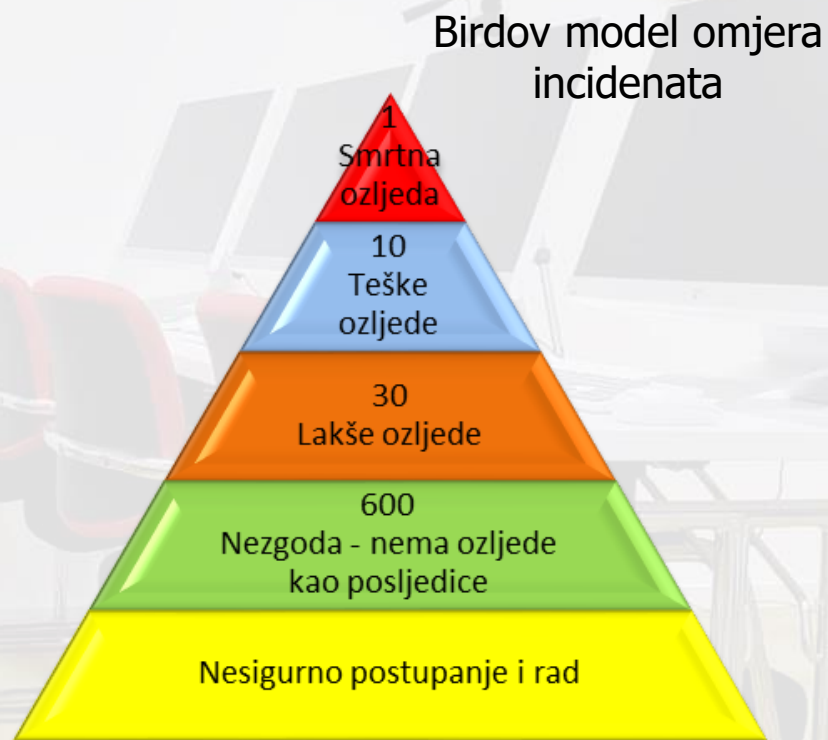 Birdov model omjera
incidenata
1
Smrtna
ozljeda
10
Teške
ozljede
30
Lakše ozljede
600
Nezgoda - nema ozljede
kao posljedice
Nesigurno postupanje i rad